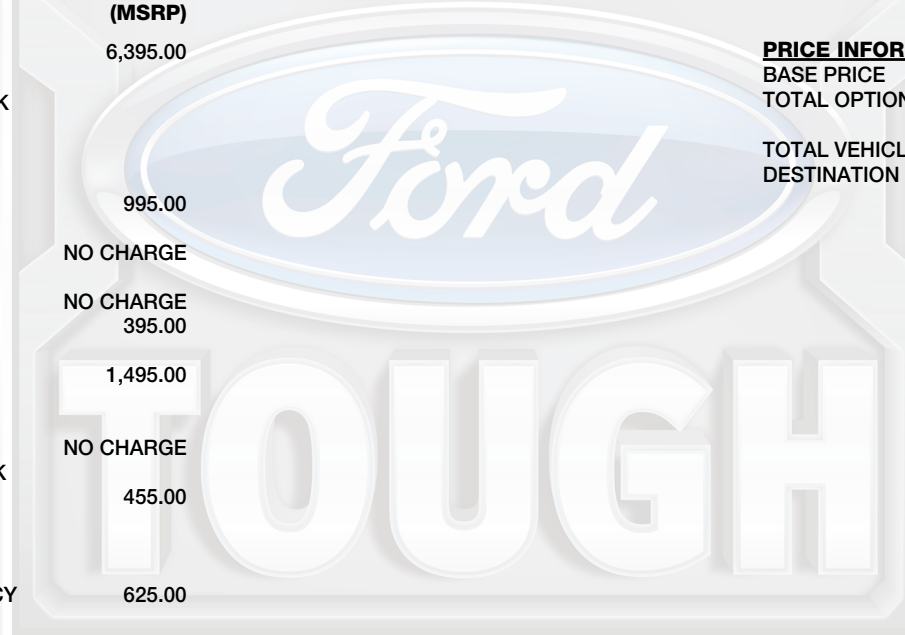 (MSRP)
6,395.00
K
995.00
NO CHARGE
NO CHARGE
395.00
1,495.00
NO CHARGE
K
455.00
CY
625.00
PRICE INFOR
BASE PRICE
TOTAL OPTION
TOTAL VEHICL
DESTINATION
Ford
TOUGH